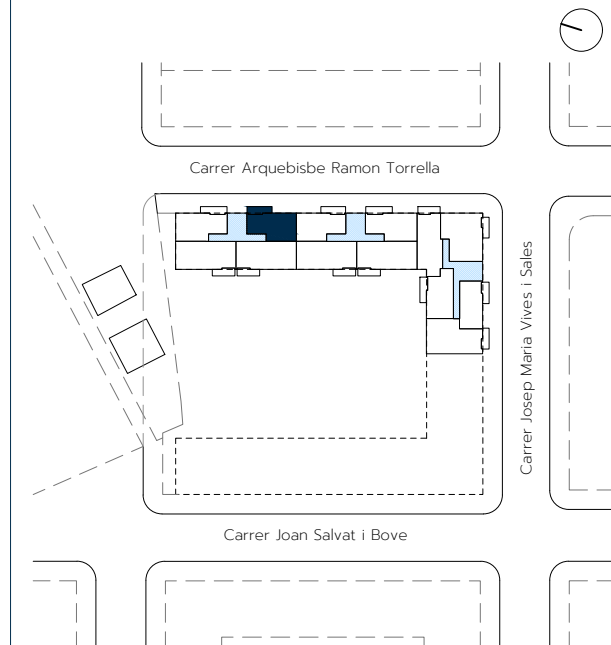 Carrer Arquebisbe Ramon Torrella
Carrer Josep Maria Vives i Sales
Carrer Joan Salvat i Bove